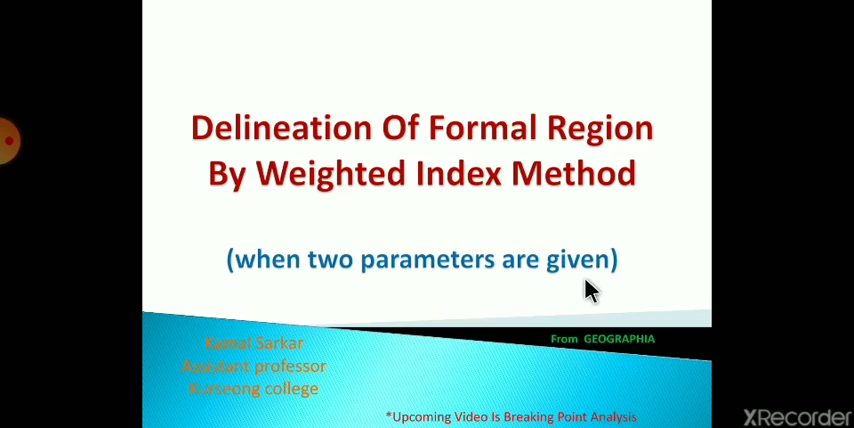 Delineation Of Formal Region
By Weighted Index Method
(when two parameters are given)
From GEOGRAPHIA
Kamal Sarkar
Assistant professor
Kurseong college
*Upcoming Video Is Breaking Point Analysis
XRecorder